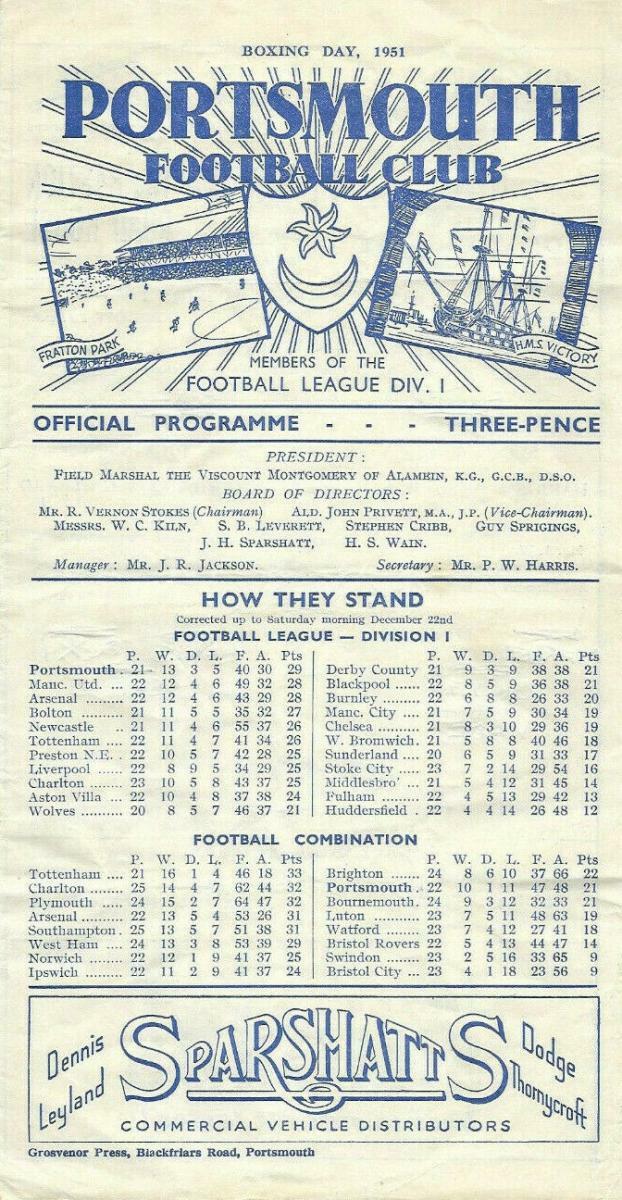 BOXING DAY, 1951
PORTSMOUTH
FOOTBALL CLUB
FRATTON PARK
H.M.S. VICTORY
MEMBERS OF THE
FOOTBALL LEAGUE DIV. I
OFFICIAL PROGRAMME - - - THREE-PENCE
PRESIDENT :
FIELD MARSHAL THE VISCOUNT MONTGOMERY OF ALAMEIN, K.G., G.C.B., D.S.O.
BOARD OF DIRECTORS :
MR. R. VERNON STOKES (Chairman) ALD. JOHN PRIVETT, M.A., J.P. (Vice-Chairman).
MESSRS. W. C. KILN, S. B. LEVERETT, STEPHEN CRIBB, GUY SPRIGINGS,
J. H. SPARSHATT, H. S. WAIN.
Manager : MR. J. R. JACKSON. Secretary : MR. P. W. HARRIS.
HOW THEY STAND
Corrected up to Saturday morning December 22nd
FOOTBALL LEAGUE — DIVISION I
P. W. D. L. F. A. Pts
Portsmouth . 21 13 3 5 40 30 29
Manc. Utd. ... 22 12 4 6 49 32 28
Arsenal ........ 22 12 4 6 43 29 28
Bolton ......... 21 11 5 5 35 32 27
Newcastle .. 21 11 4 6 55 37 26
Tottenham .... 22 11 4 7 41 34 26
Preston N.E. . 22 10 5 7 42 28 25
Liverpool ...... 22 8 9 5 34 29 25
Charlton ....... 23 10 5 8 43 37 25
Aston Villa ... 22 10 4 8 37 38 24
Wolves ......... 20 8 5 7 46 37 21
P. W. D. L. F. A. Pts
Derby County 21 9 3 9 38 38 21
Blackpool ...... 22 8 5 9 36 38 21
Burnley ........ 22 6 8 8 26 33 20
Manc. City .... 21 7 5 9 30 34 19
Chelsea ........ 21 8 3 10 29 36 19
W. Bromwich. 21 5 8 8 40 46 18
Sunderland .... 20 6 5 9 31 33 17
Stoke City ..... 23 7 2 14 29 54 16
Middlesbro' ... 21 5 4 12 31 45 14
Fulham ......... 22 4 5 13 29 42 13
Huddersfield . 22 4 4 14 26 48 12
FOOTBALL COMBINATION
P. W. D. L. F. A. Pts
Tottenham .... 21 16 1 4 46 18 33
Charlton ....... 25 14 4 7 62 44 32
Plymouth ..... 24 15 2 7 64 47 32
Arsenal ........ 22 13 5 4 53 26 31
Southampton. 25 13 5 7 51 38 31
West Ham .... 24 13 3 8 53 39 29
Norwich ....... 22 12 1 9 41 37 25
Ipswich ........ 22 11 2 9 41 37 24
P. W. D. L. F. A. Pts
Brighton ....... 24 8 6 10 37 66 22
Portsmouth . 22 10 1 11 47 48 21
Bournemouth. 24 9 3 12 32 33 21
Luton .......... 23 7 5 11 48 63 19
Watford ....... 23 7 4 12 27 41 18
Bristol Rovers 22 5 4 13 44 47 14
Swindon ....... 23 2 5 16 33 65 9
Bristol City ... 23 4 1 18 23 56 9
Dennis
Leyland
SPARSHATTS
Dodge
Thornycroft
COMMERCIAL VEHICLE DISTRIBUTORS
Grosvenor Press, Blackfriars Road, Portsmouth